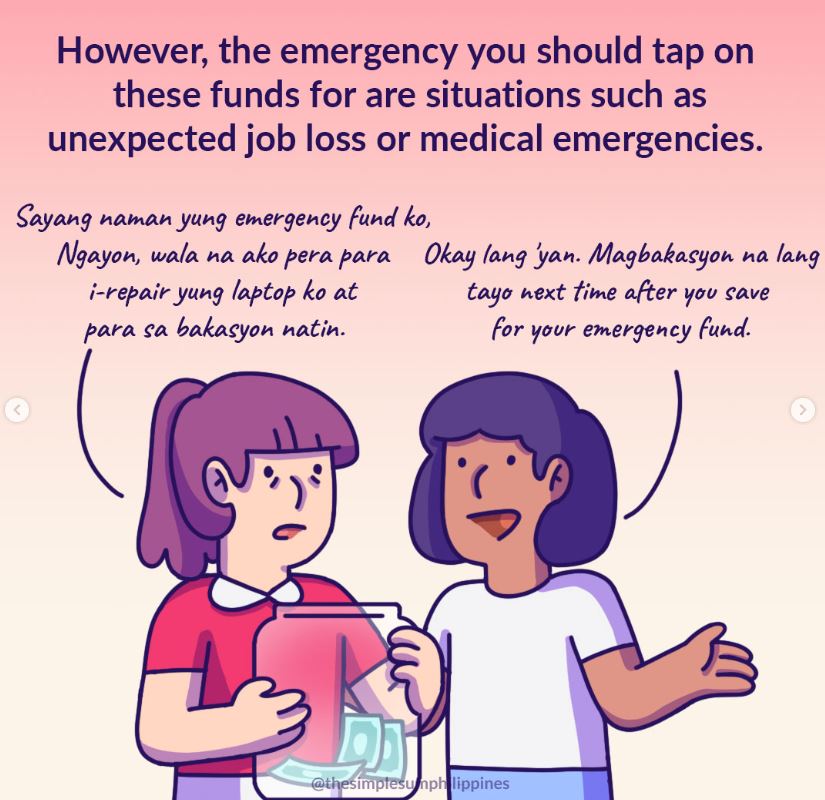 However, the emergency you should tap on
these funds for are situations such as
unexpected job loss or medical emergencies.
Sayang naman yung emergency fund ko,
Ngayon, wala na ako pera para
i-repair yung laptop ko at
para sa bakasyon natin.
Okay lang 'yan. Magbakasyon na lang
tayo next time after you save
for your emergency fund.
@thesimplesumphilippines